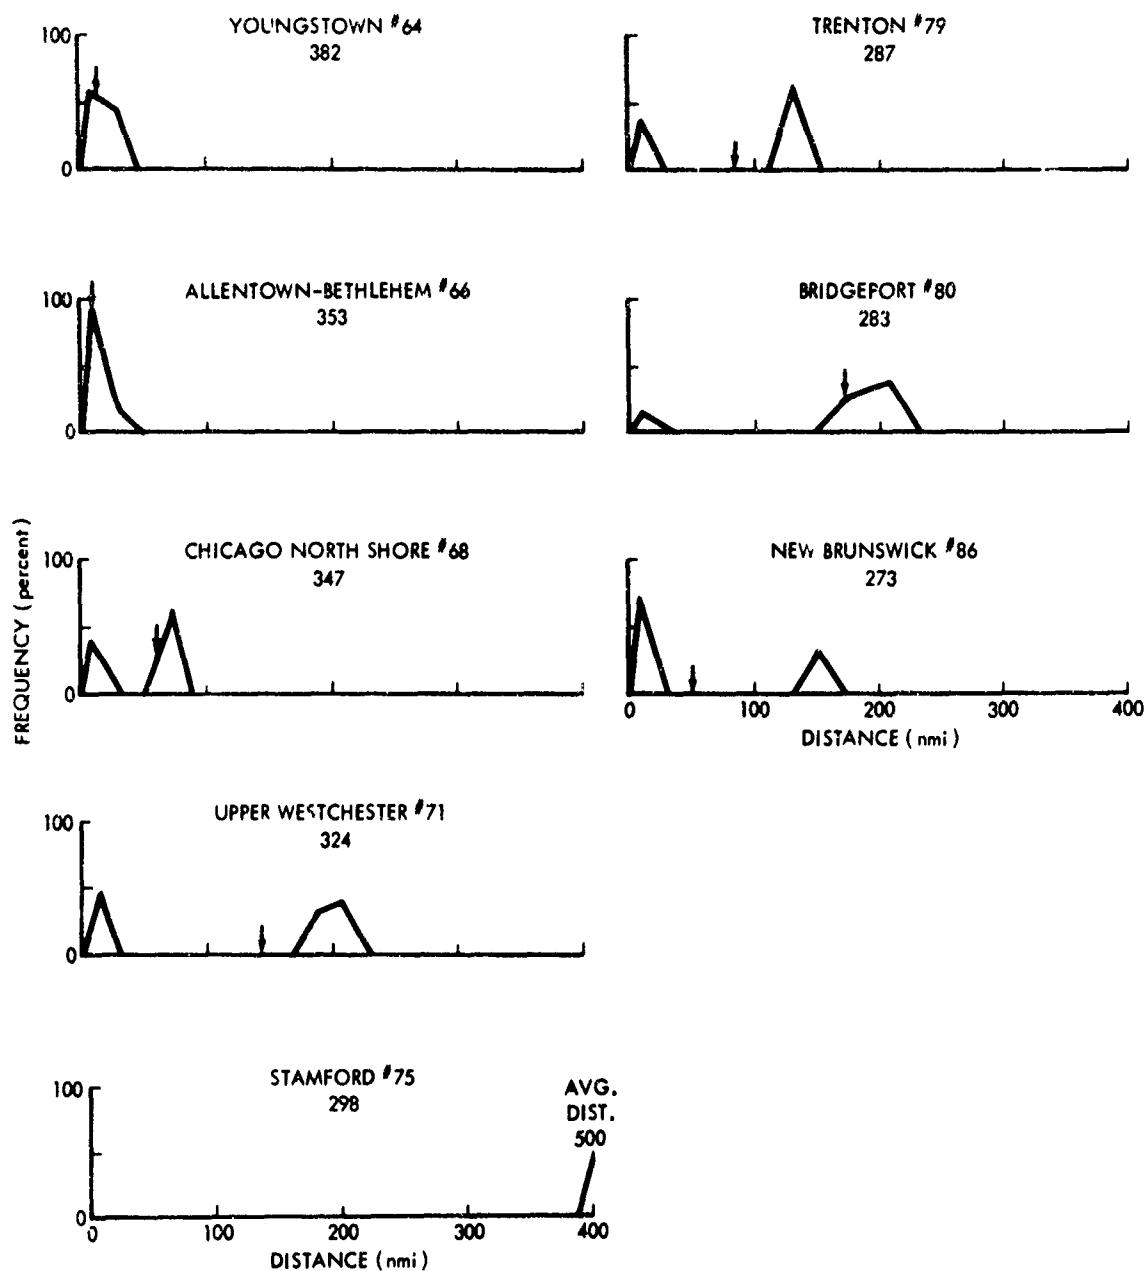 YOUNGSTOWN #64
382
100
0
TRENTON #79
287
100
0
ALLENTOWN-BETHLEHEM #66
353
100
0
BRIDGEPORT #80
283
CHICAGO NORTH SHORE #68
347
100
0
NEW BRUNSWICK #86
273
0 100 200 300 400
DISTANCE (nmi)
FREQUENCY (percent)
UPPER WESTCHESTER #71
324
100
0
STAMFORD #75
298
100
0
AVG.
DIST.
500
0 100 200 300 400
DISTANCE (nmi)